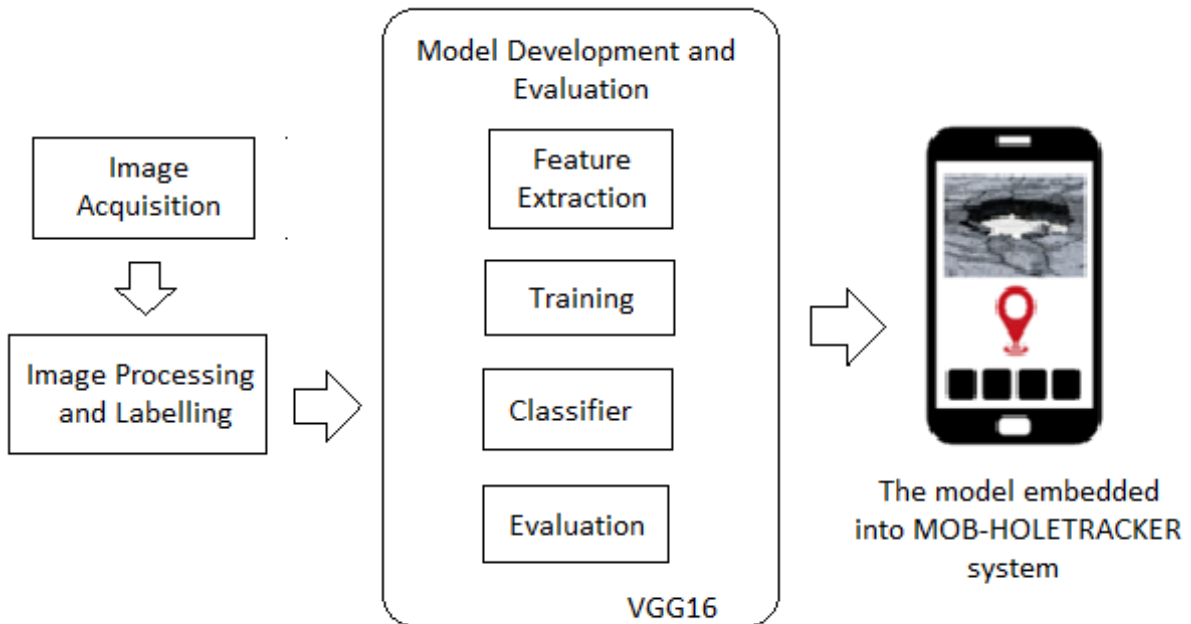 Image
Acquisition
Image Processing
and Labelling
Model Development and
Evaluation
Feature
Extraction
Training
Classifier
Evaluation
VGG16
The model embedded
into MOB-HOLETRACKER
system